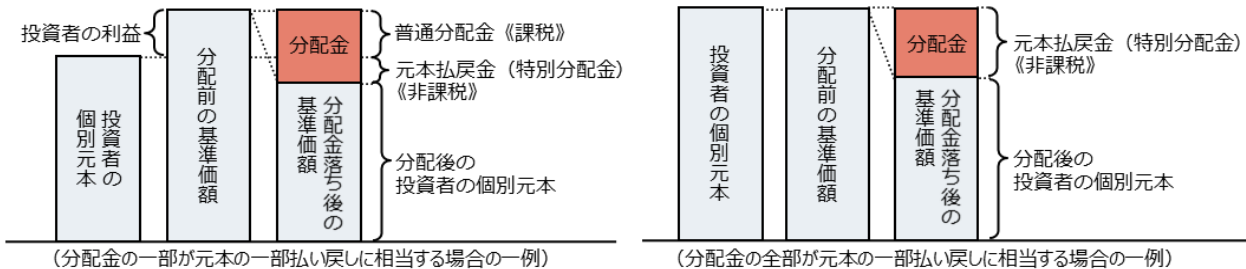 投資者の利益
投資者の
個別元本
分配前の基準価額
分配金
分配金落ち後の
基準価額
普通分配金《課税》
元本払戻金（特別分配金）
《非課税》
分配後の
投資者の個別元本
（分配金の一部が元本の一部払い戻しに相当する場合の一例）
投資者の個別元本
分配前の基準価額
分配金
分配金落ち後の
基準価額
元本払戻金（特別分配金）
《非課税》
分配後の
投資者の個別元本
（分配金の全部が元本の一部払い戻しに相当する場合の一例）